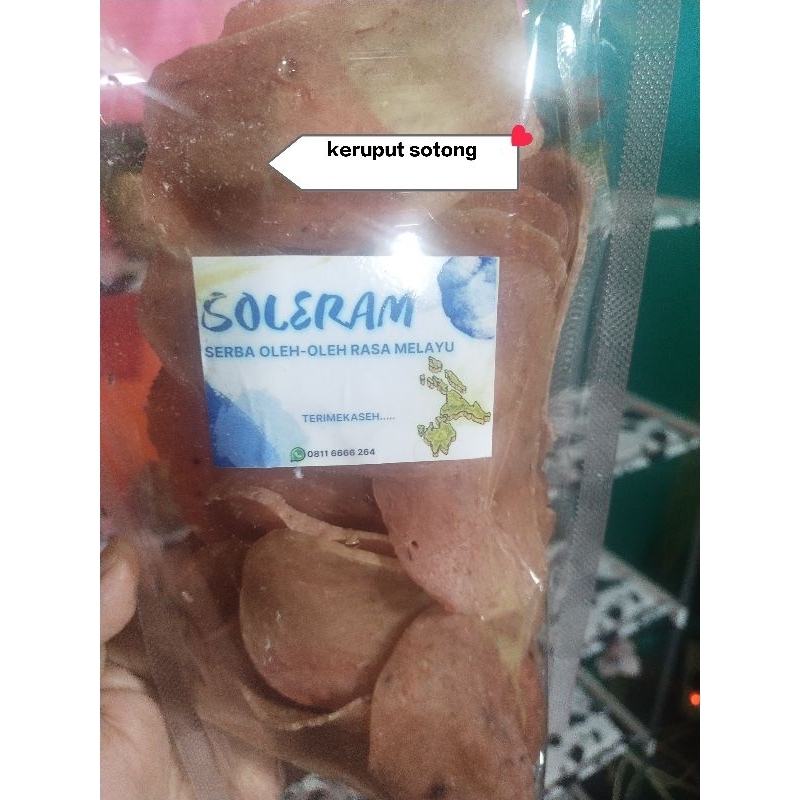 keruput sotong
SOLERAM
SERBA OLEH-OLEH RASA MELAYU
TERIMEKASEH.....
0811 6666 264